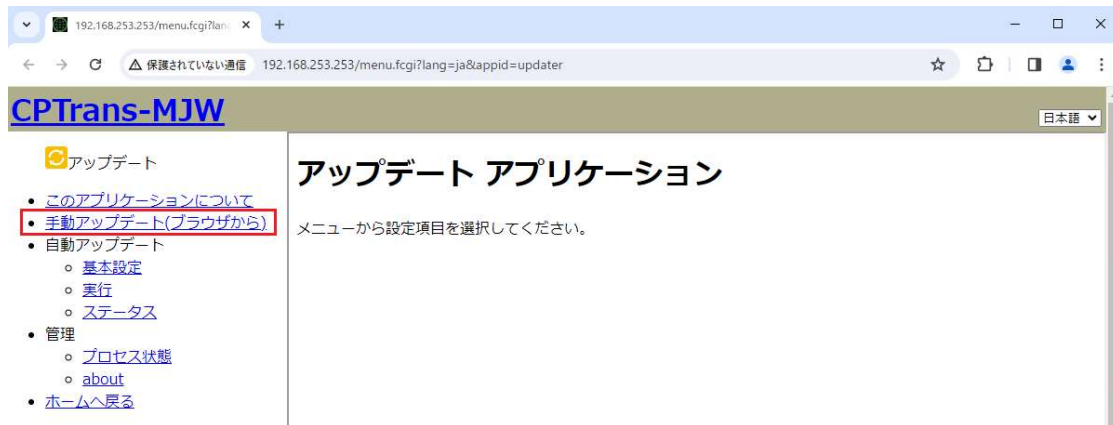 192.168.253.253/menu.fcgi?lan
保護されていない通信 192.168.253.253/menu.fcgi?lang=ja&appid=updater
CPTrans-MJW
日本語
アップデート
このアプリケーションについて
手動アップデート(ブラウザから)
自動アップデート
基本設定
実行
ステータス
管理
プロセス状態
about
ホームへ戻る
アップデート アプリケーション
メニューから設定項目を選択してください。